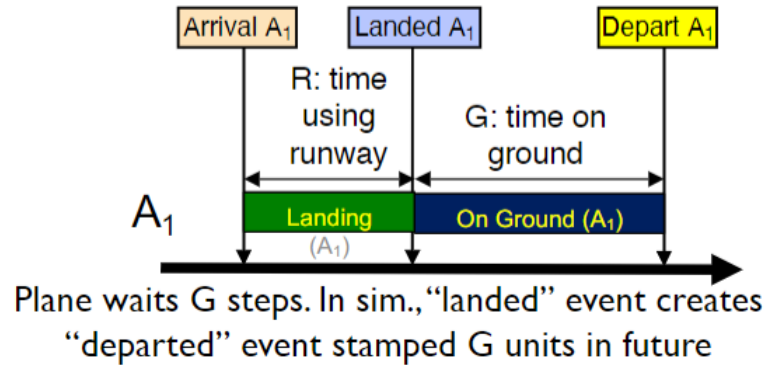 Arrival A₁
Landed A₁
Depart A₁
R: time
using
runway
G: time on
ground
A₁
Landing
(A₁)
On Ground (A₁)
Plane waits G steps. In sim., “landed” event creates
“departed” event stamped G units in future